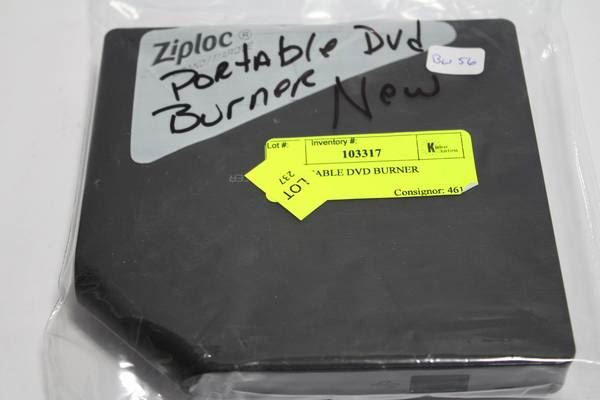 Ziploc®
PORTABLE DVD
BURNER New
BW 56
Lot #: Inventory #:
103317
ABLE DVD BURNER
Consignor: 461
LOT
237